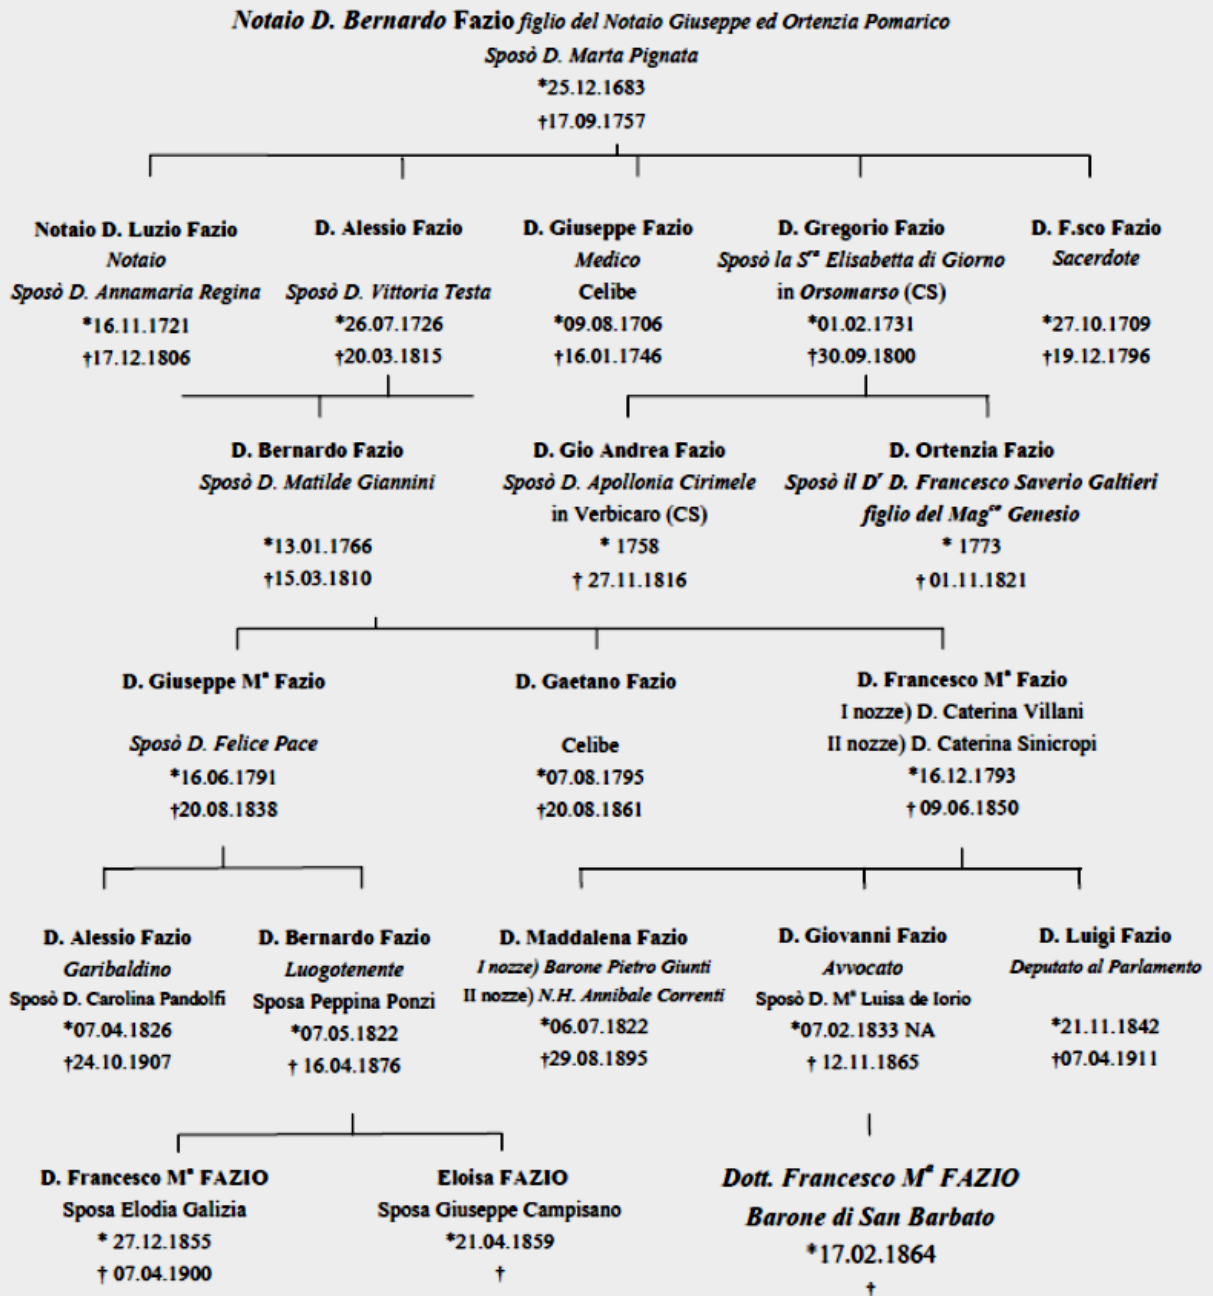 Notaio D. Bernardo Fazio figlio del Notaio Giuseppe ed Ortenzia Pomarico
Sposò D. Marta Pignata
*25.12.1683
†17.09.1757
Notaio D. Luzio Fazio
Notaio
Sposò D. Annamaria Regina
*16.11.1721
†17.12.1806
D. Alessio Fazio
Sposò D. Vittoria Testa
*26.07.1726
†20.03.1815
D. Giuseppe Fazio
Medico
Celibe
*09.08.1706
†16.01.1746
D. Gregorio Fazio
Sposò la Sʳᵃ Elisabetta di Giorno
in Orsomarso (CS)
*01.02.1731
†30.09.1800
D. F.sco Fazio
Sacerdote
*27.10.1709
†19.12.1796
D. Bernardo Fazio
Sposò D. Matilde Giannini
*13.01.1766
†15.03.1810
D. Gio Andrea Fazio
Sposò D. Apollonia Cirimele
in Verbicaro (CS)
* 1758
† 27.11.1816
D. Ortenzia Fazio
Sposò il Dʳ D. Francesco Saverio Galtieri
figlio del Magᶜᵒ Genesio
* 1773
† 01.11.1821
D. Giuseppe Mª Fazio
Sposò D. Felice Pace
*16.06.1791
†20.08.1838
D. Gaetano Fazio
Celibe
*07.08.1795
†20.08.1861
D. Francesco Mª Fazio
I nozze) D. Caterina Villani
II nozze) D. Caterina Sinicropi
*16.12.1793
† 09.06.1850
D. Alessio Fazio
Garibaldino
Sposò D. Carolina Pandolfi
*07.04.1826
†24.10.1907
D. Bernardo Fazio
Luogotenente
Sposa Peppina Ponzi
*07.05.1822
† 16.04.1876
D. Maddalena Fazio
I nozze) Barone Pietro Giunti
II nozze) N.H. Annibale Correnti
*06.07.1822
†29.08.1895
D. Giovanni Fazio
Avvocato
Sposò D. Mª Luisa de Iorio
*07.02.1833 NA
† 12.11.1865
D. Luigi Fazio
Deputato al Parlamento
*21.11.1842
†07.04.1911
D. Francesco Mª FAZIO
Sposa Elodia Galizia
* 27.12.1855
† 07.04.1900
Eloisa FAZIO
Sposa Giuseppe Campisano
*21.04.1859
†
Dott. Francesco Mª FAZIO
Barone di San Barbato
*17.02.1864
†